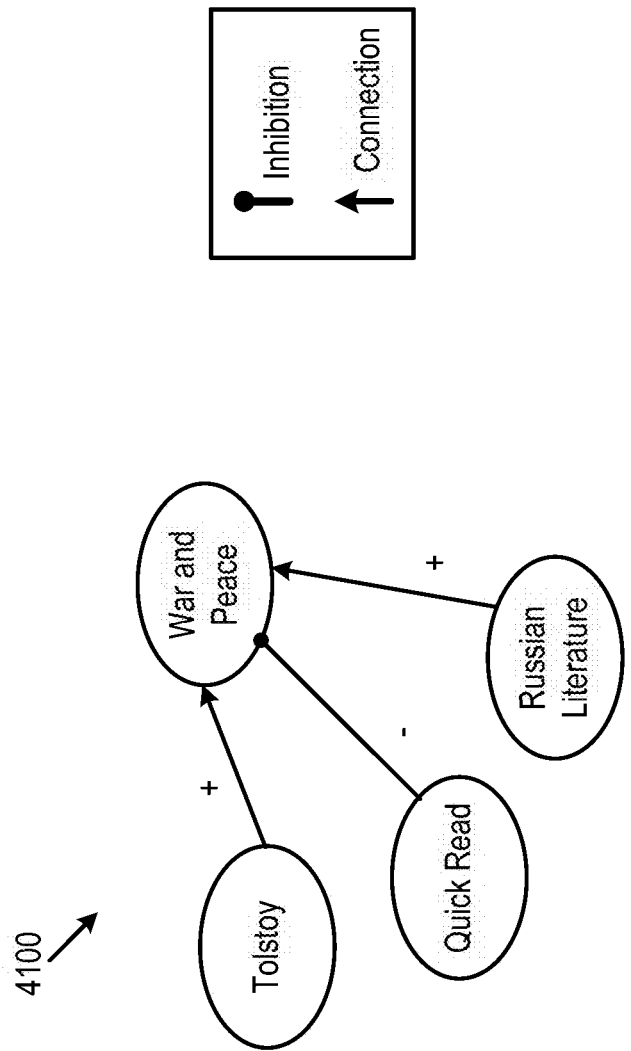 4100
Tolstoy
+
War and
Peace
Quick Read
-
Russian
Literature
+
Inhibition
Connection